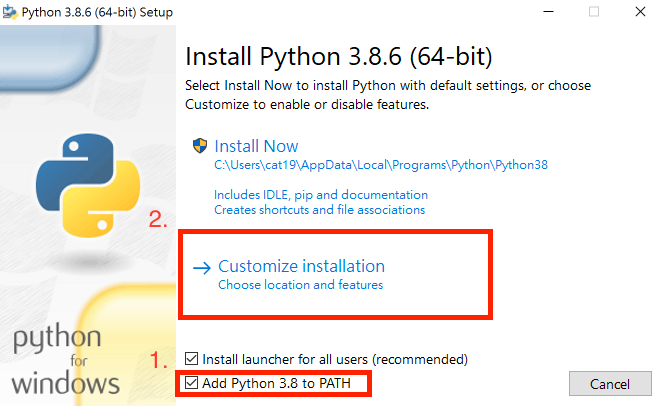 Python 3.8.6 (64-bit) Setup
Install Python 3.8.6 (64-bit)
Select Install Now to install Python with default settings, or choose
Customize to enable or disable features.
Install Now
C:\Users\cat19\AppData\Local\Programs\Python\Python38
Includes IDLE, pip and documentation
Creates shortcuts and file associations
2.
Customize installation
Choose location and features
python
for
windows
1.
Install launcher for all users (recommended)
Add Python 3.8 to PATH
Cancel